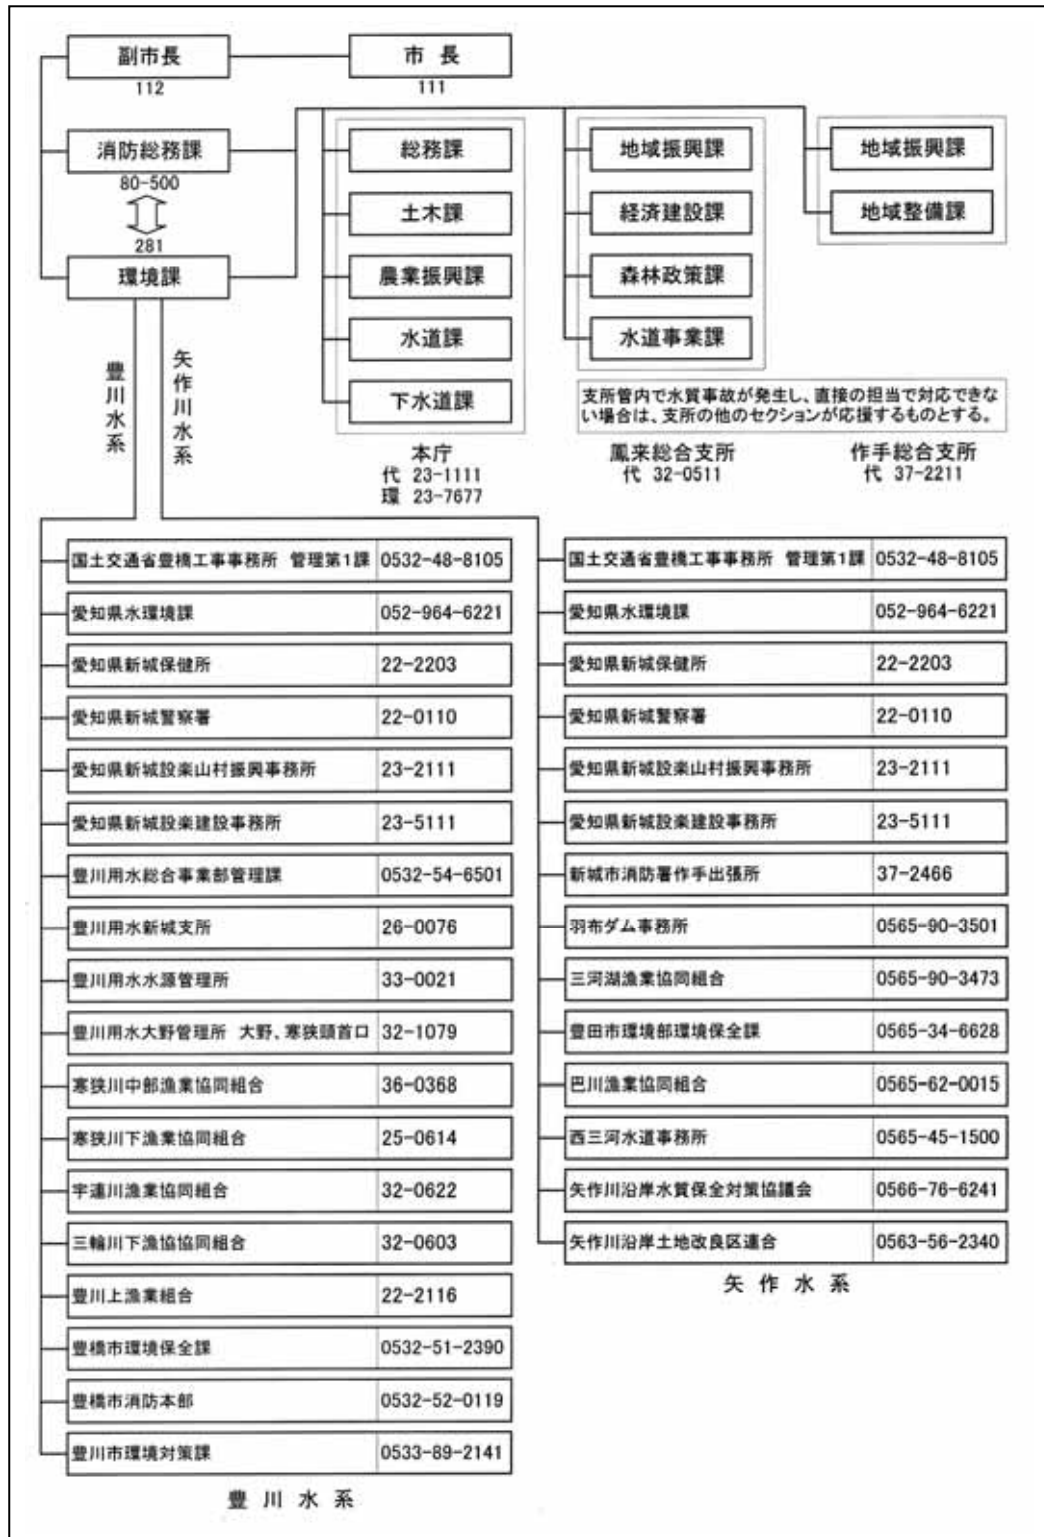 副市長
112
市 長
111
消防総務課
80-500
281
環境課
総務課
土木課
農業振興課
水道課
下水道課
本庁
代 23-1111
環 23-7677
地域振興課
経済建設課
森林政策課
水道事業課
地域振興課
地域整備課
支所管内で水質事故が発生し、直接の担当で対応できな
い場合は、支所の他のセクションが応援するものとする。
鳳来総合支所
代 32-0511
作手総合支所
代 37-2211
豊川水系
矢作川水系
国土交通省豊橋工事事務所 管理第1課 0532-48-8105
愛知県水環境課 052-964-6221
愛知県新城保健所 22-2203
愛知県新城警察署 22-0110
愛知県新城設楽山村振興事務所 23-2111
愛知県新城設楽建設事務所 23-5111
豊川用水総合事業部管理課 0532-54-6501
豊川用水新城支所 26-0076
豊川用水水源管理所 33-0021
豊川用水大野管理所 大野、寒狭頭首口 32-1079
寒狭川中部漁業協同組合 36-0368
寒狭川下漁業協同組合 25-0614
宇連川漁業協同組合 32-0622
三輪川下漁協協同組合 32-0603
豊川上漁業組合 22-2116
豊橋市環境保全課 0532-51-2390
豊橋市消防本部 0532-52-0119
豊川市環境対策課 0533-89-2141
豊 川 水 系
国土交通省豊橋工事事務所 管理第1課 0532-48-8105
愛知県水環境課 052-964-6221
愛知県新城保健所 22-2203
愛知県新城警察署 22-0110
愛知県新城設楽山村振興事務所 23-2111
愛知県新城設楽建設事務所 23-5111
新城市消防署作手出張所 37-2466
羽布ダム事務所 0565-90-3501
三河湖漁業協同組合 0565-90-3473
豊田市環境部環境保全課 0565-34-6628
巴川漁業協同組合 0565-62-0015
西三河水道事務所 0565-45-1500
矢作川沿岸水質保全対策協議会 0566-76-6241
矢作川沿岸土地改良区連合 0563-56-2340
矢 作 水 系